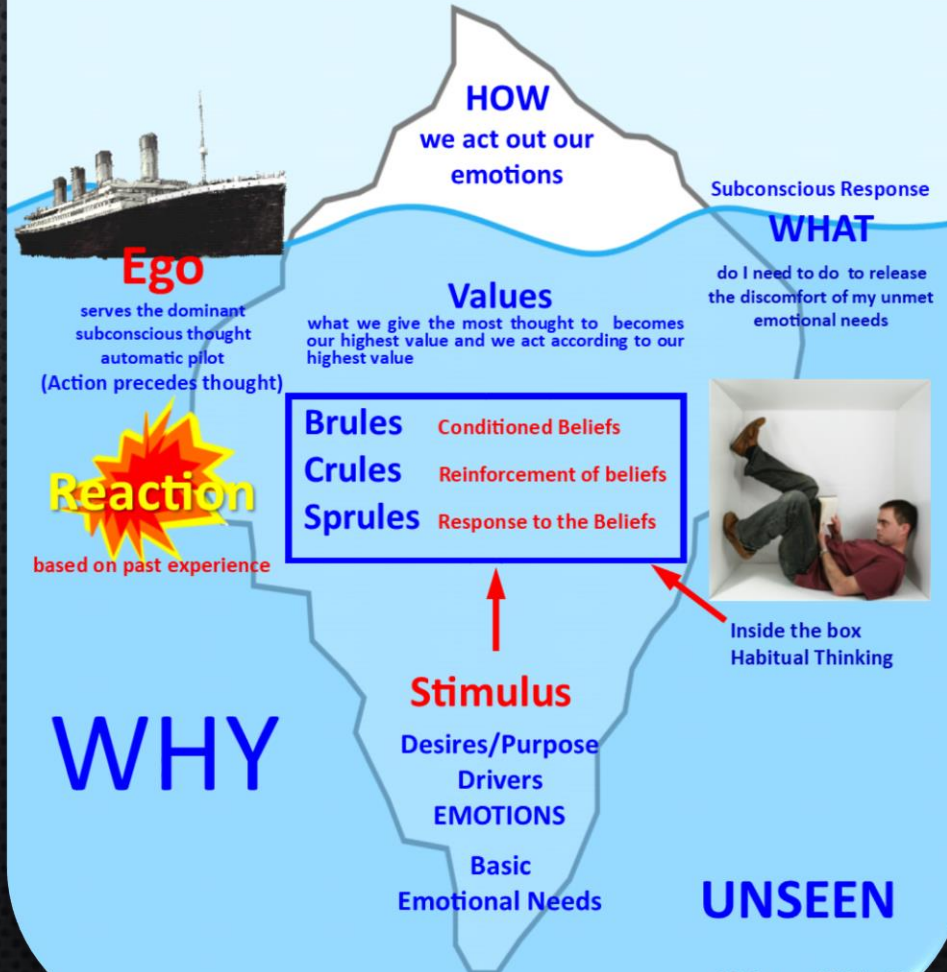 HOW
we act out our
emotions
Subconscious Response
WHAT
do I need to do to release
the discomfort of my unmet
emotional needs
Ego
serves the dominant
subconscious thought
automatic pilot
(Action precedes thought)
Values
what we give the most thought to becomes
our highest value and we act according to our
highest value
Brules Conditioned Beliefs
Crules Reinforcement of beliefs
Sprules Response to the Beliefs
Reaction
based on past experience
Inside the box
Habitual Thinking
Stimulus
Desires/Purpose
Drivers
EMOTIONS
Basic
Emotional Needs
WHY
UNSEEN